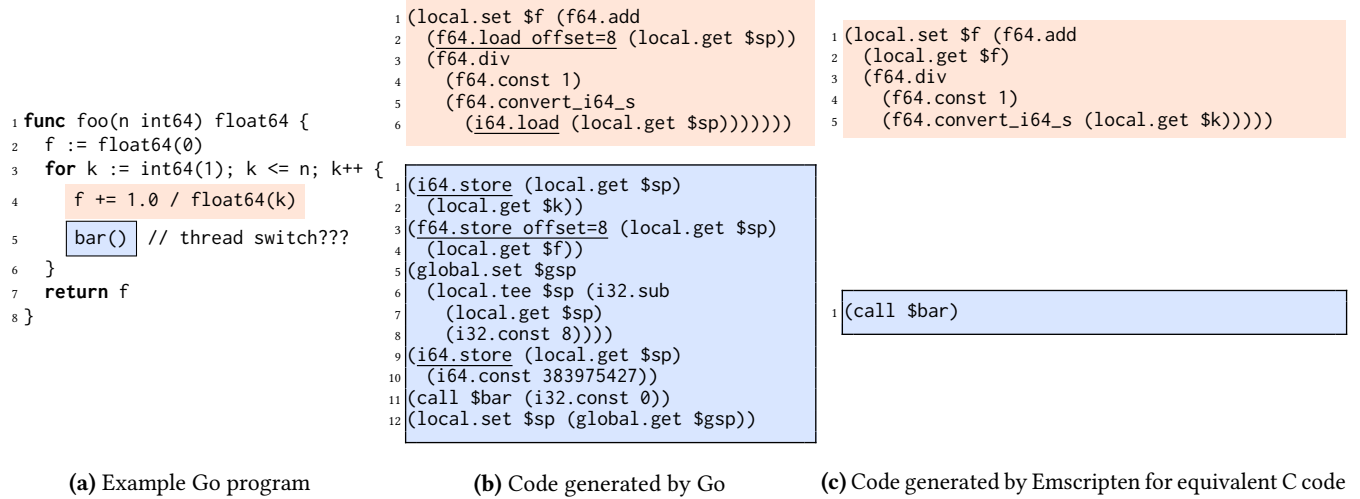 1 func foo(n int64) float64 {
2 f := float64(0)
3 for k := int64(1); k <= n; k++ {
4 f += 1.0 / float64(k)
5 bar() // thread switch???
6 }
7 return f
8 }
(a) Example Go program
1 (local.set $f (f64.add
2 (f64.load offset=8 (local.get $sp))
3 (f64.div
4 (f64.const 1)
5 (f64.convert_i64_s
6 (i64.load (local.get $sp)))))))
1 (i64.store (local.get $sp)
2 (local.get $k))
3 (f64.store offset=8 (local.get $sp)
4 (local.get $f))
5 (global.set $gsp
6 (local.tee $sp (i32.sub
7 (local.get $sp)
8 (i32.const 8))))
9 (i64.store (local.get $sp)
10 (i64.const 383975427))
11 (call $bar (i32.const 0))
12 (local.set $sp (global.get $gsp))
(b) Code generated by Go
1 (local.set $f (f64.add
2 (local.get $f)
3 (f64.div
4 (f64.const 1)
5 (f64.convert_i64_s (local.get $k)))))
1 (call $bar)
(c) Code generated by Emscripten for equivalent C code